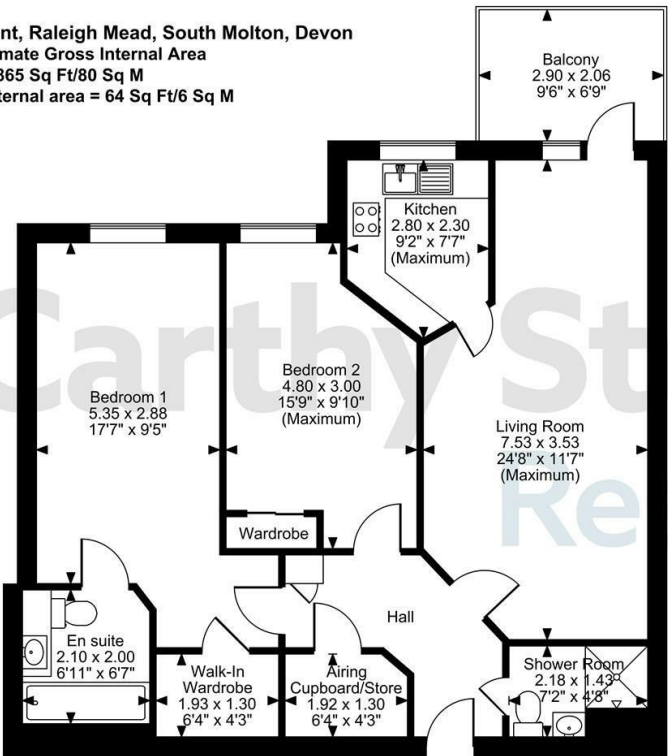 nt, Raleigh Mead, South Molton, Devon
mate Gross Internal Area
865 Sq Ft/80 Sq M
ternal area = 64 Sq Ft/6 Sq M
Balcony
2.90 x 2.06
9'6" x 6'9"
Kitchen
2.80 x 2.30
9'2" x 7'7"
(Maximum)
Bedroom 2
4.80 x 3.00
15'9" x 9'10"
(Maximum)
Bedroom 1
5.35 x 2.88
17'7" x 9'5"
Living Room
7.53 x 3.53
24'8" x 11'7"
(Maximum)
Carthy St
Re
Wardrobe
Hall
En suite
2.10 x 2.00
6'11" x 6'7"
Walk-In
Wardrobe
1.93 x 1.30
6'4" x 4'3"
Airing
Cupboard/Store
1.92 x 1.30
6'4" x 4'3"
Shower Room
2.18 x 1.43
7'2" x 4'8"